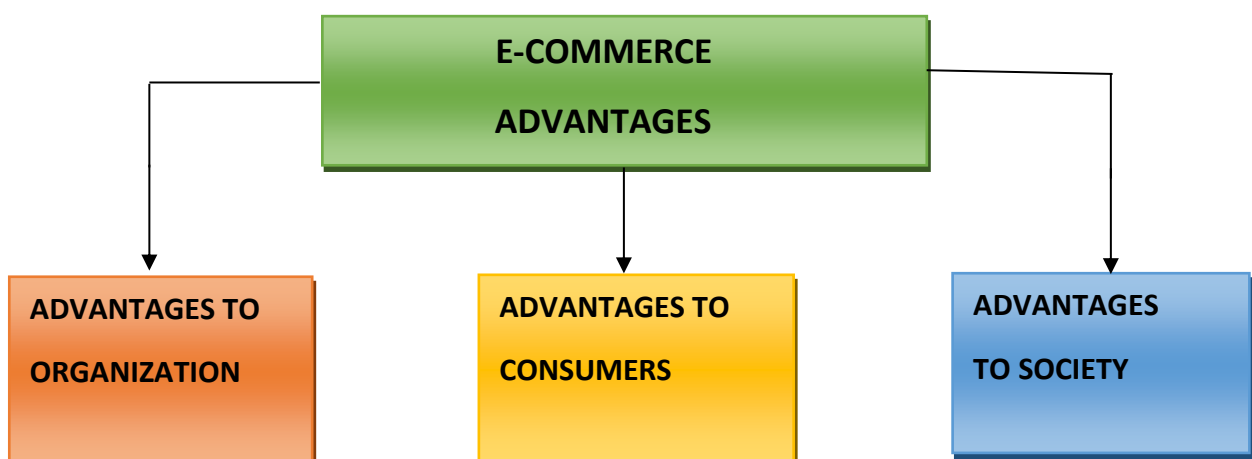 E-COMMERCE
ADVANTAGES
ADVANTAGES TO
ORGANIZATION
ADVANTAGES TO
CONSUMERS
ADVANTAGES
TO SOCIETY